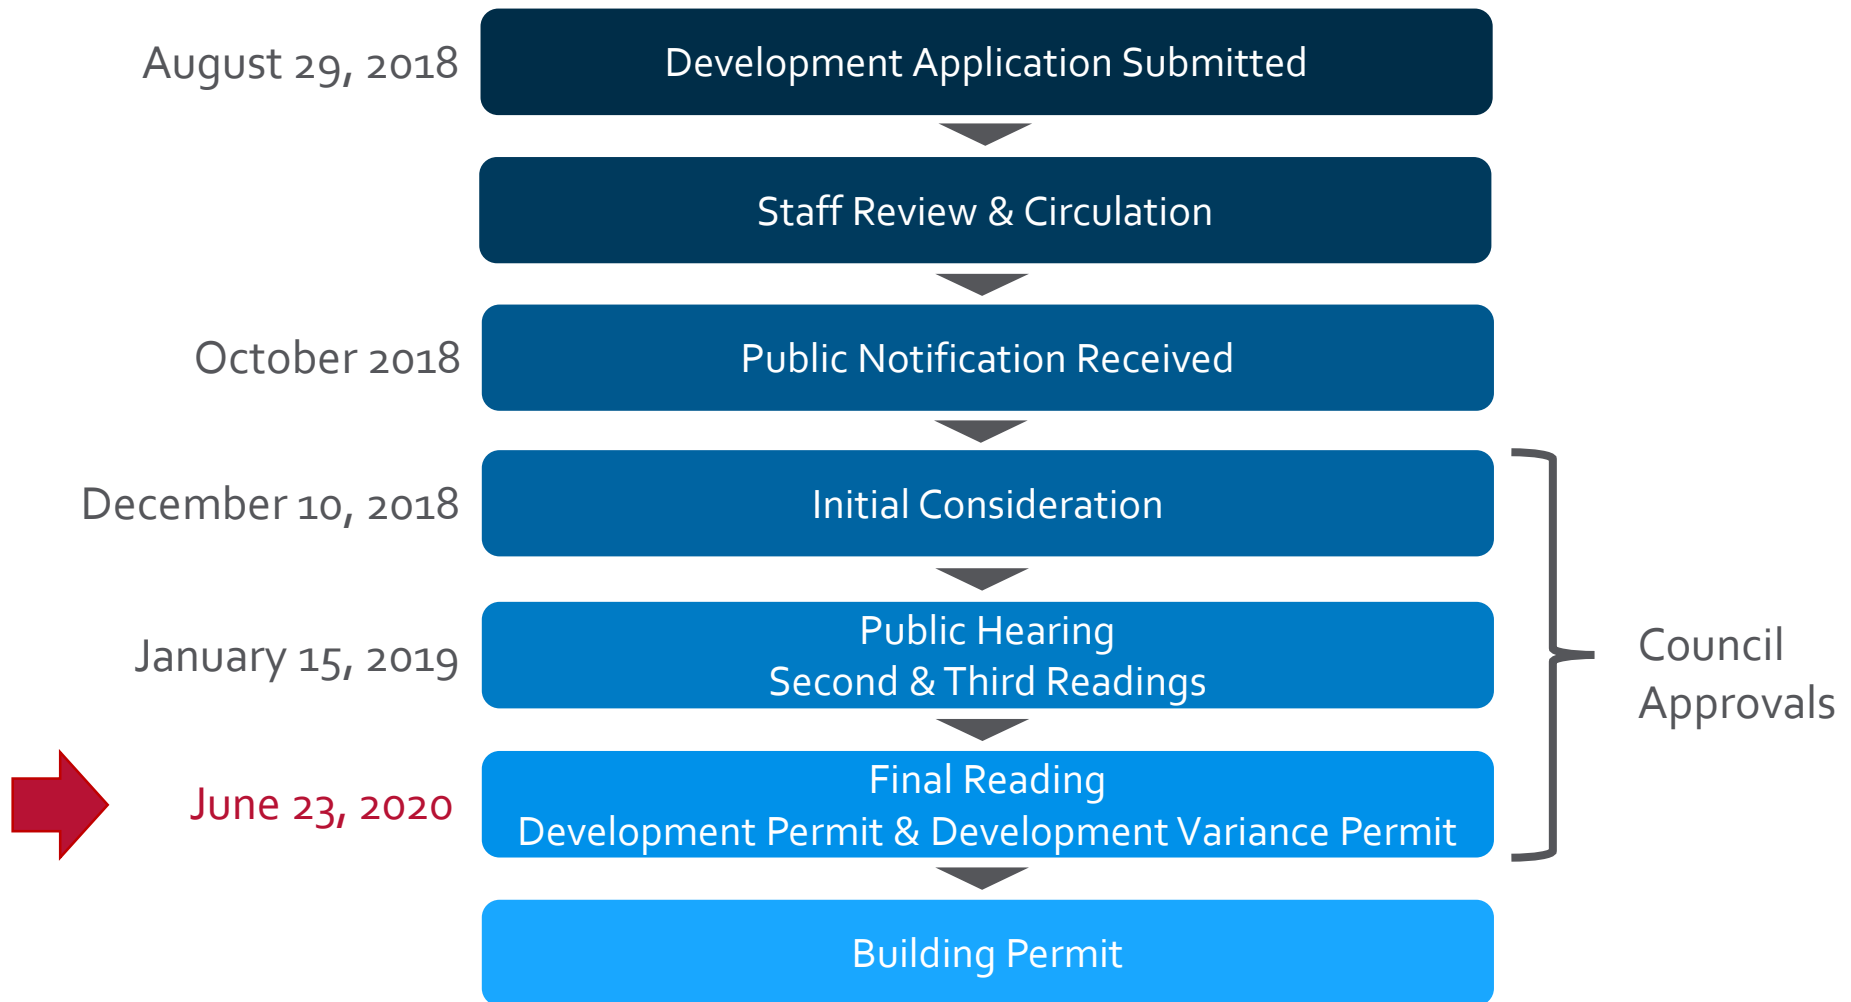 August 29, 2018
Development Application Submitted
Staff Review & Circulation
October 2018
Public Notification Received
December 10, 2018
Initial Consideration
January 15, 2019
Public Hearing
Second & Third Readings
Council
Approvals
June 23, 2020
Final Reading
Development Permit & Development Variance Permit
Building Permit